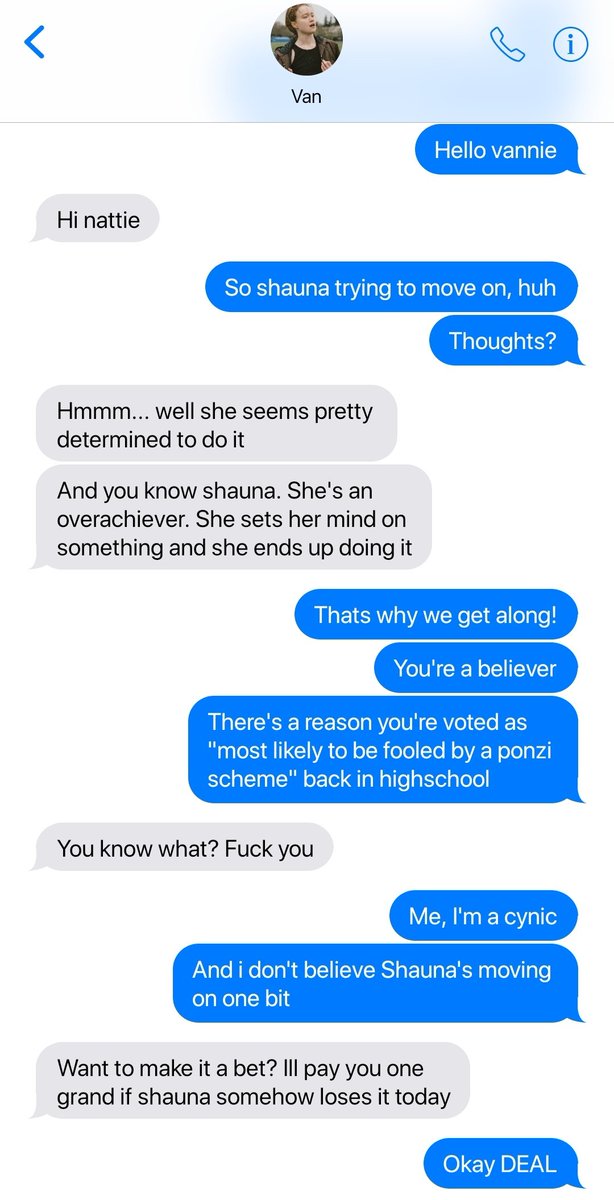 Van
Hello vannie
Hi nattie
So shauna trying to move on, huh
Thoughts?
Hmmm... well she seems pretty
determined to do it
And you know shauna. She's an
overachiever. She sets her mind on
something and she ends up doing it
Thats why we get along!
You're a believer
There's a reason you're voted as
"most likely to be fooled by a ponzi
scheme" back in highschool
You know what? Fuck you
Me, I'm a cynic
And i don't believe Shauna's moving
on one bit
Want to make it a bet? Ill pay you one
grand if shauna somehow loses it today
Okay DEAL